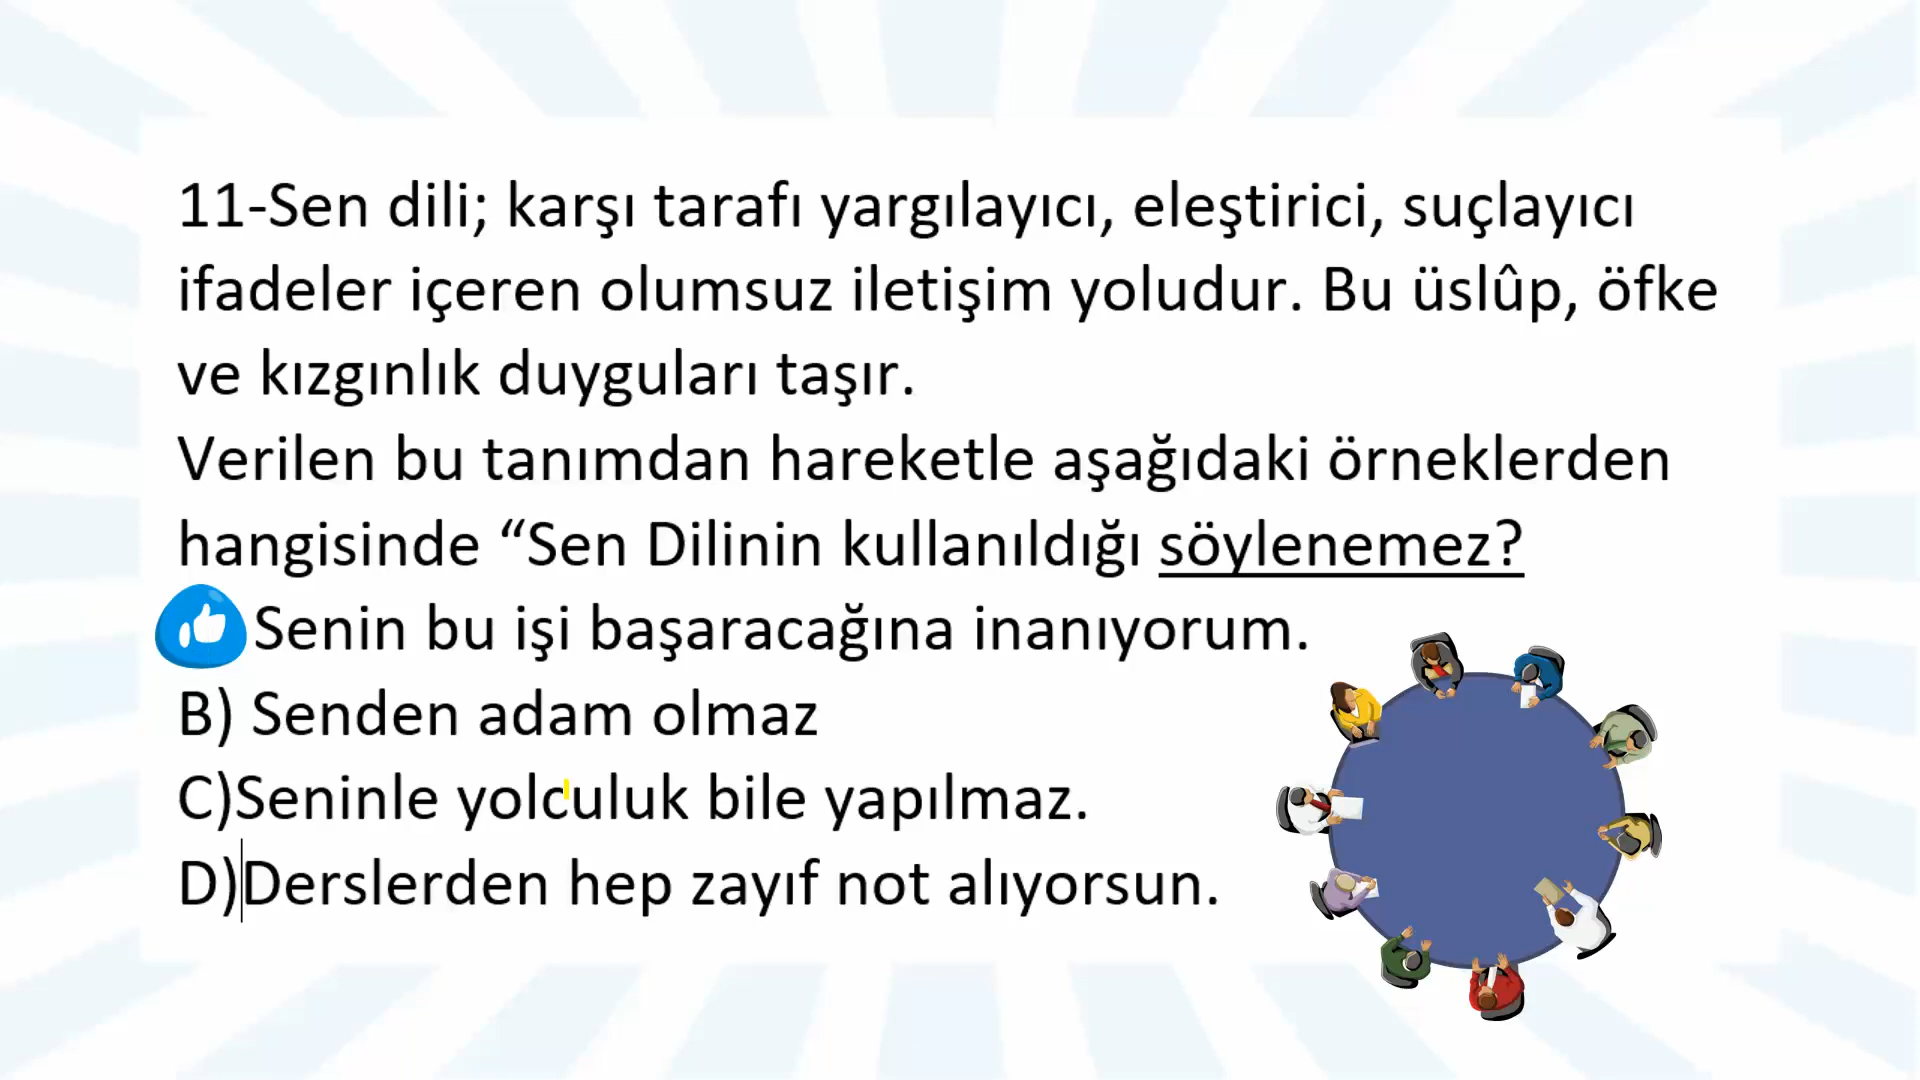 11-Sen dili; karşı tarafı yargılayıcı, eleştirici, suçlayıcı
ifadeler içeren olumsuz iletişim yoludur. Bu üslûp, öfke
ve kızgınlık duyguları taşır.
Verilen bu tanımdan hareketle aşağıdaki örneklerden
hangisinde “Sen Dilinin kullanıldığı söylenemez?
Senin bu işi başaracağına inanıyorum.
B) Senden adam olmaz
C)Seninle yolculuk bile yapılmaz.
D)Derslerden hep zayıf not alıyorsun.